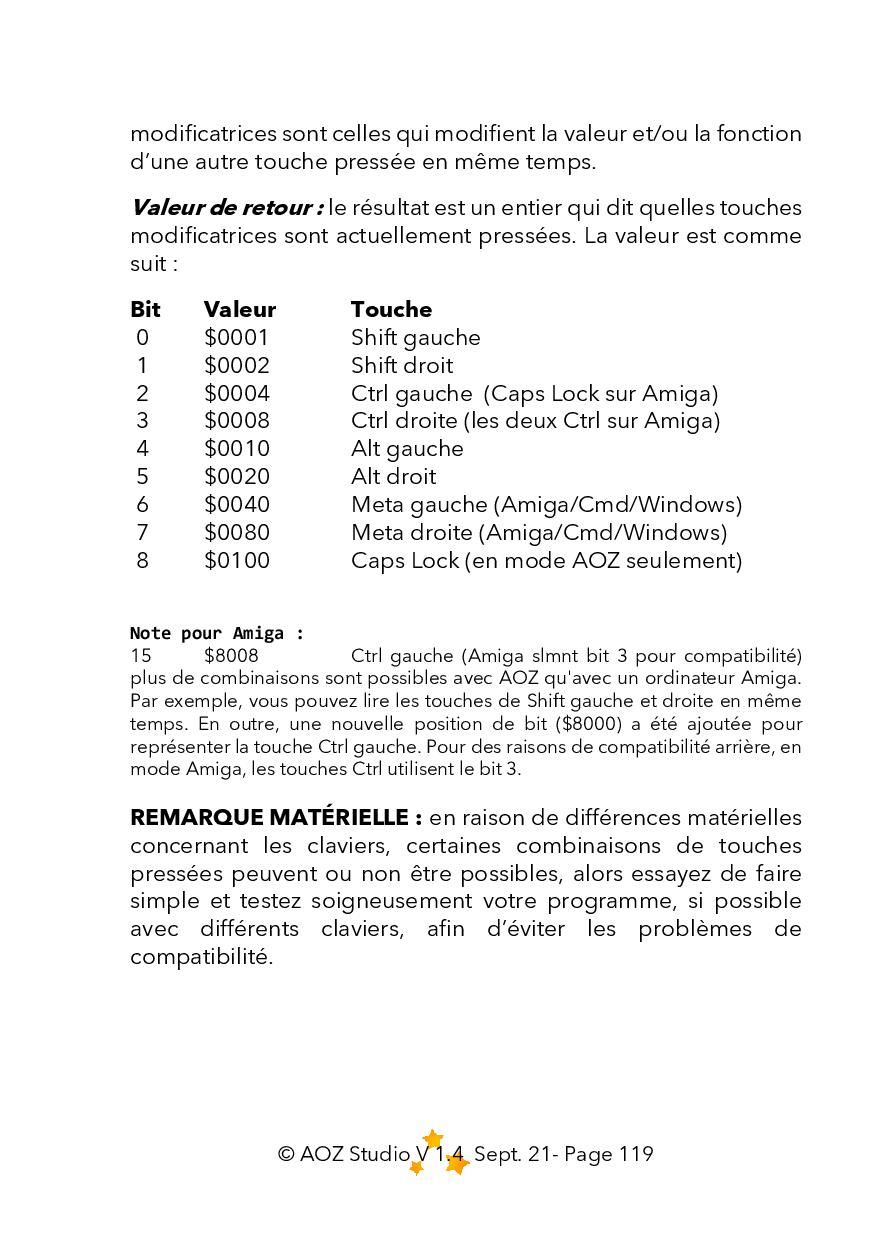 modificatrices sont celles qui modifient la valeur et/ou la fonction
d’une autre touche pressée en même temps.
Valeur de retour : le résultat est un entier qui dit quelles touches
modificatrices sont actuellement pressées. La valeur est comme
suit :
Bit Valeur Touche
0 $0001 Shift gauche
1 $0002 Shift droit
2 $0004 Ctrl gauche (Caps Lock sur Amiga)
3 $0008 Ctrl droite (les deux Ctrl sur Amiga)
4 $0010 Alt gauche
5 $0020 Alt droit
6 $0040 Meta gauche (Amiga/Cmd/Windows)
7 $0080 Meta droite (Amiga/Cmd/Windows)
8 $0100 Caps Lock (en mode AOZ seulement)
Note pour Amiga :
15 $8008 Ctrl gauche (Amiga slmnt bit 3 pour compatibilité)
plus de combinaisons sont possibles avec AOZ qu'avec un ordinateur Amiga.
Par exemple, vous pouvez lire les touches de Shift gauche et droite en même
temps. En outre, une nouvelle position de bit ($8000) a été ajoutée pour
représenter la touche Ctrl gauche. Pour des raisons de compatibilité arrière, en
mode Amiga, les touches Ctrl utilisent le bit 3.
REMARQUE MATÉRIELLE : en raison de différences matérielles
concernant les claviers, certaines combinaisons de touches
pressées peuvent ou non être possibles, alors essayez de faire
simple et testez soigneusement votre programme, si possible
avec différents claviers, afin d’éviter les problèmes de
compatibilité.
© AOZ Studio V 1.4 Sept. 21- Page 119